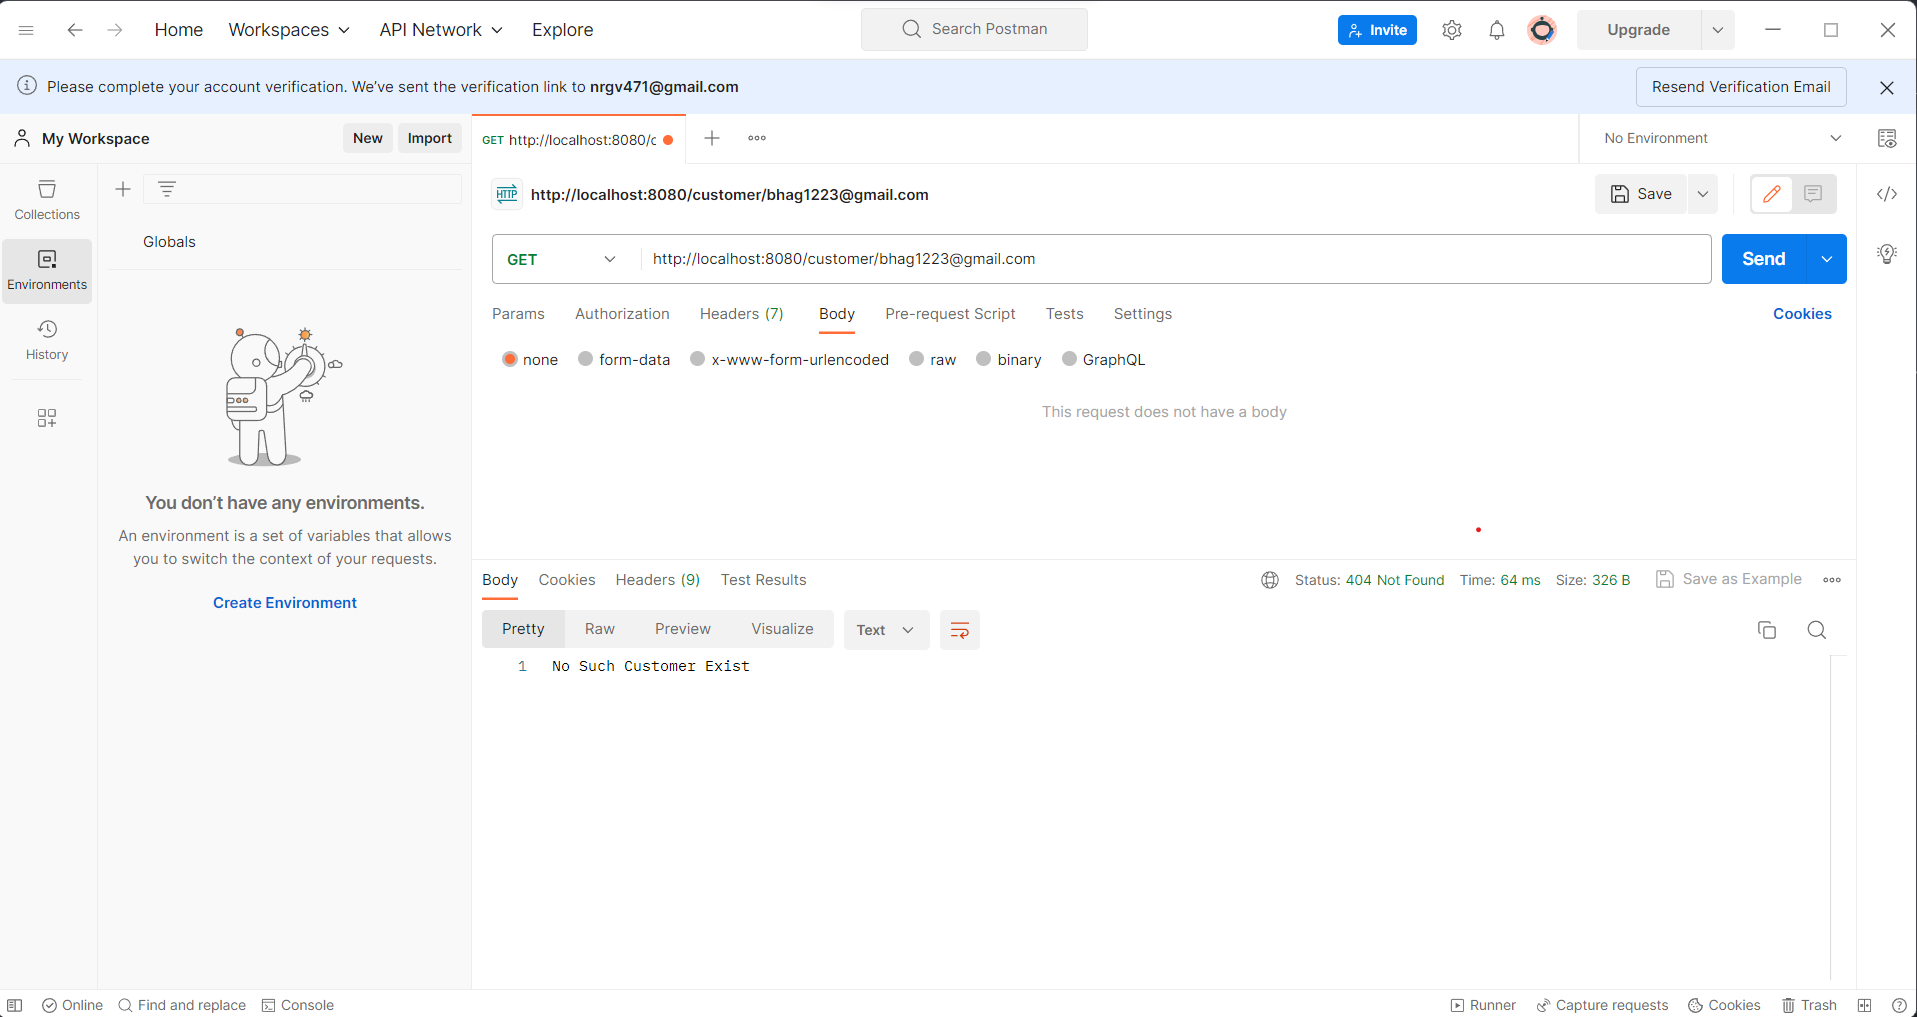 Home Workspaces API Network Explore Search Postman Invite Upgrade
Please complete your account verification. We've sent the verification link to nrgv471@gmail.com Resend Verification Email
My Workspace New Import GET http://localhost:8080/c No Environment
Collections
Environments
History
Globals
You don't have any environments.
An environment is a set of variables that allows
you to switch the context of your requests.
Create Environment
HTTP http://localhost:8080/customer/bhag1223@gmail.com Save
GET http://localhost:8080/customer/bhag1223@gmail.com Send
Params Authorization Headers (7) Body Pre-request Script Tests Settings Cookies
none form-data x-www-form-urlencoded raw binary GraphQL
This request does not have a body
Body Cookies Headers (9) Test Results Status: 404 Not Found Time: 64 ms Size: 326 B Save as Example
Pretty Raw Preview Visualize Text
1 No Such Customer Exist
Online Find and replace Console Runner Capture requests Cookies Trash